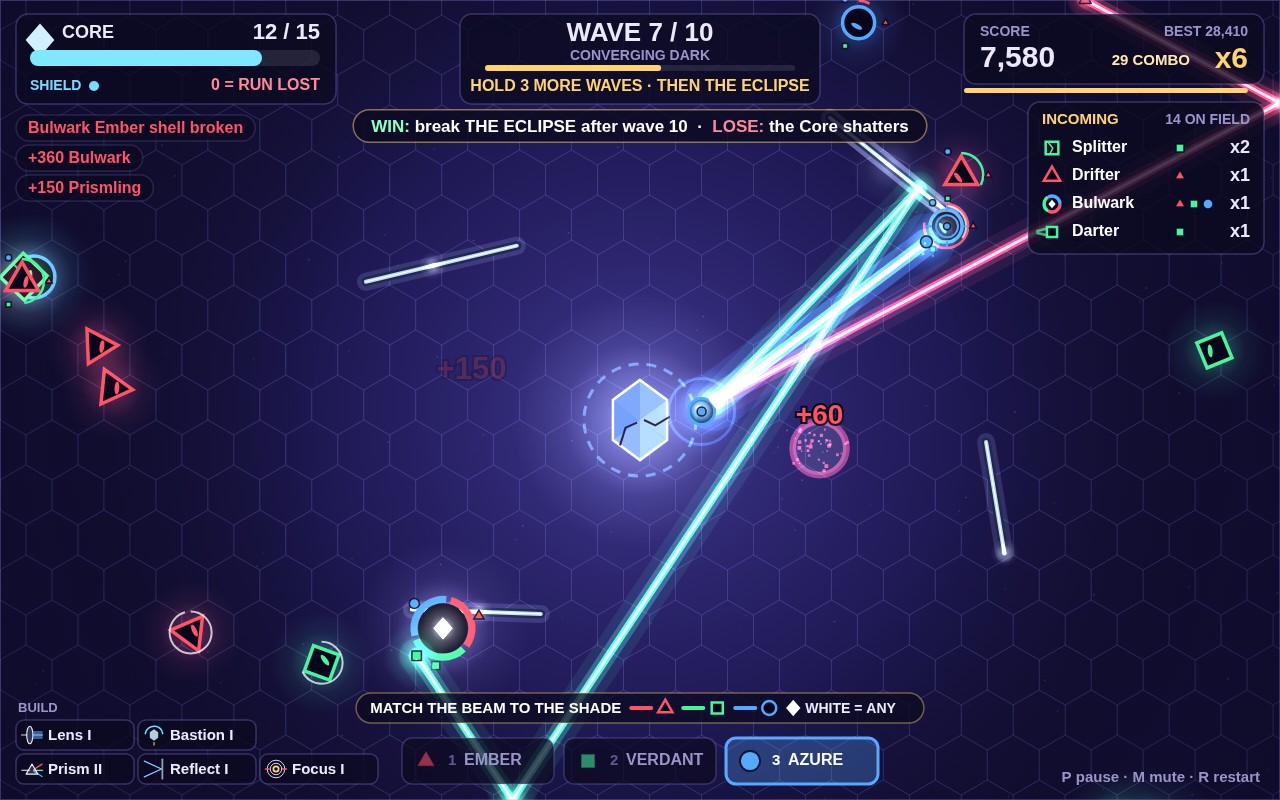 CORE 12 / 15
SHIELD 0 = RUN LOST
WAVE 7 / 10
CONVERGING DARK
HOLD 3 MORE WAVES · THEN THE ECLIPSE
SCORE BEST 28,410
7,580 29 COMBO x6
WIN: break THE ECLIPSE after wave 10 · LOSE: the Core shatters
Bulwark Ember shell broken
+360 Bulwark
+150 Prismling
INCOMING 14 ON FIELD
Splitter x2
Drifter x1
Bulwark x1
Darter x1
+150
+60
MATCH THE BEAM TO THE SHADE WHITE = ANY
BUILD
Lens I Bastion I
Prism II Reflect I Focus I
1 EMBER 2 VERDANT 3 AZURE
P pause · M mute · R restart